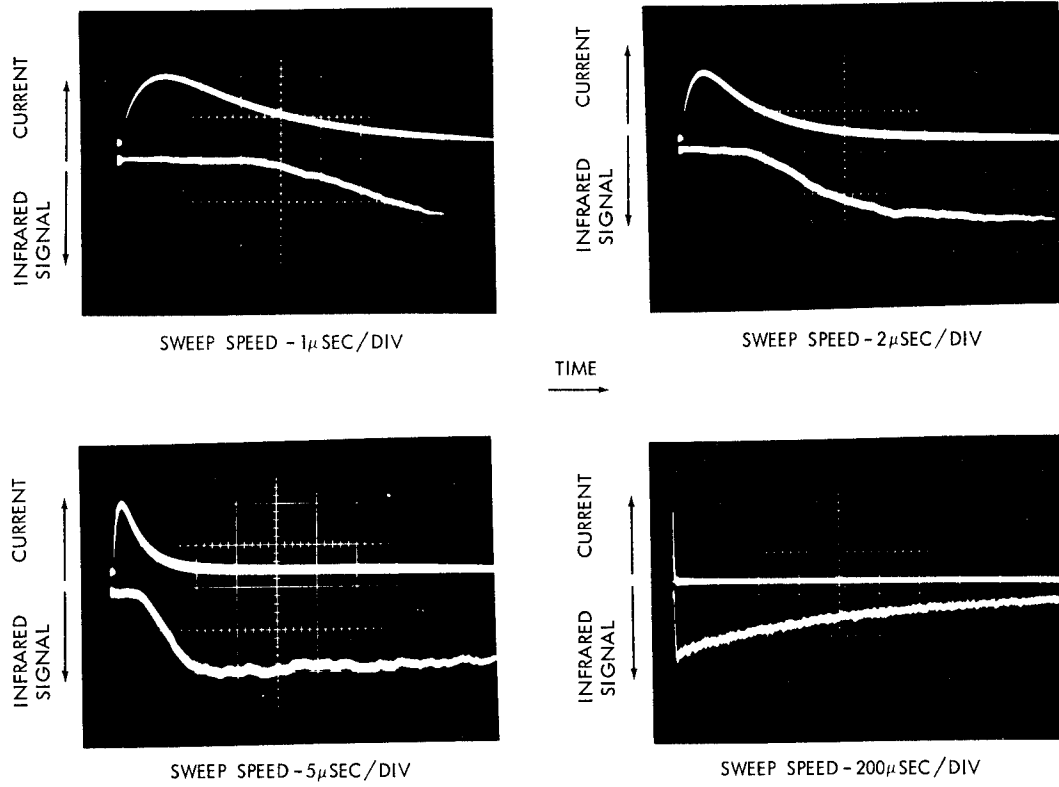 CURRENT
INFRARED
SIGNAL
SWEEP SPEED - 1μSEC/DIV
CURRENT
INFRARED
SIGNAL
SWEEP SPEED - 2μSEC/DIV
TIME
CURRENT
INFRARED
SIGNAL
SWEEP SPEED - 5μSEC/DIV
CURRENT
INFRARED
SIGNAL
SWEEP SPEED - 200μSEC/DIV